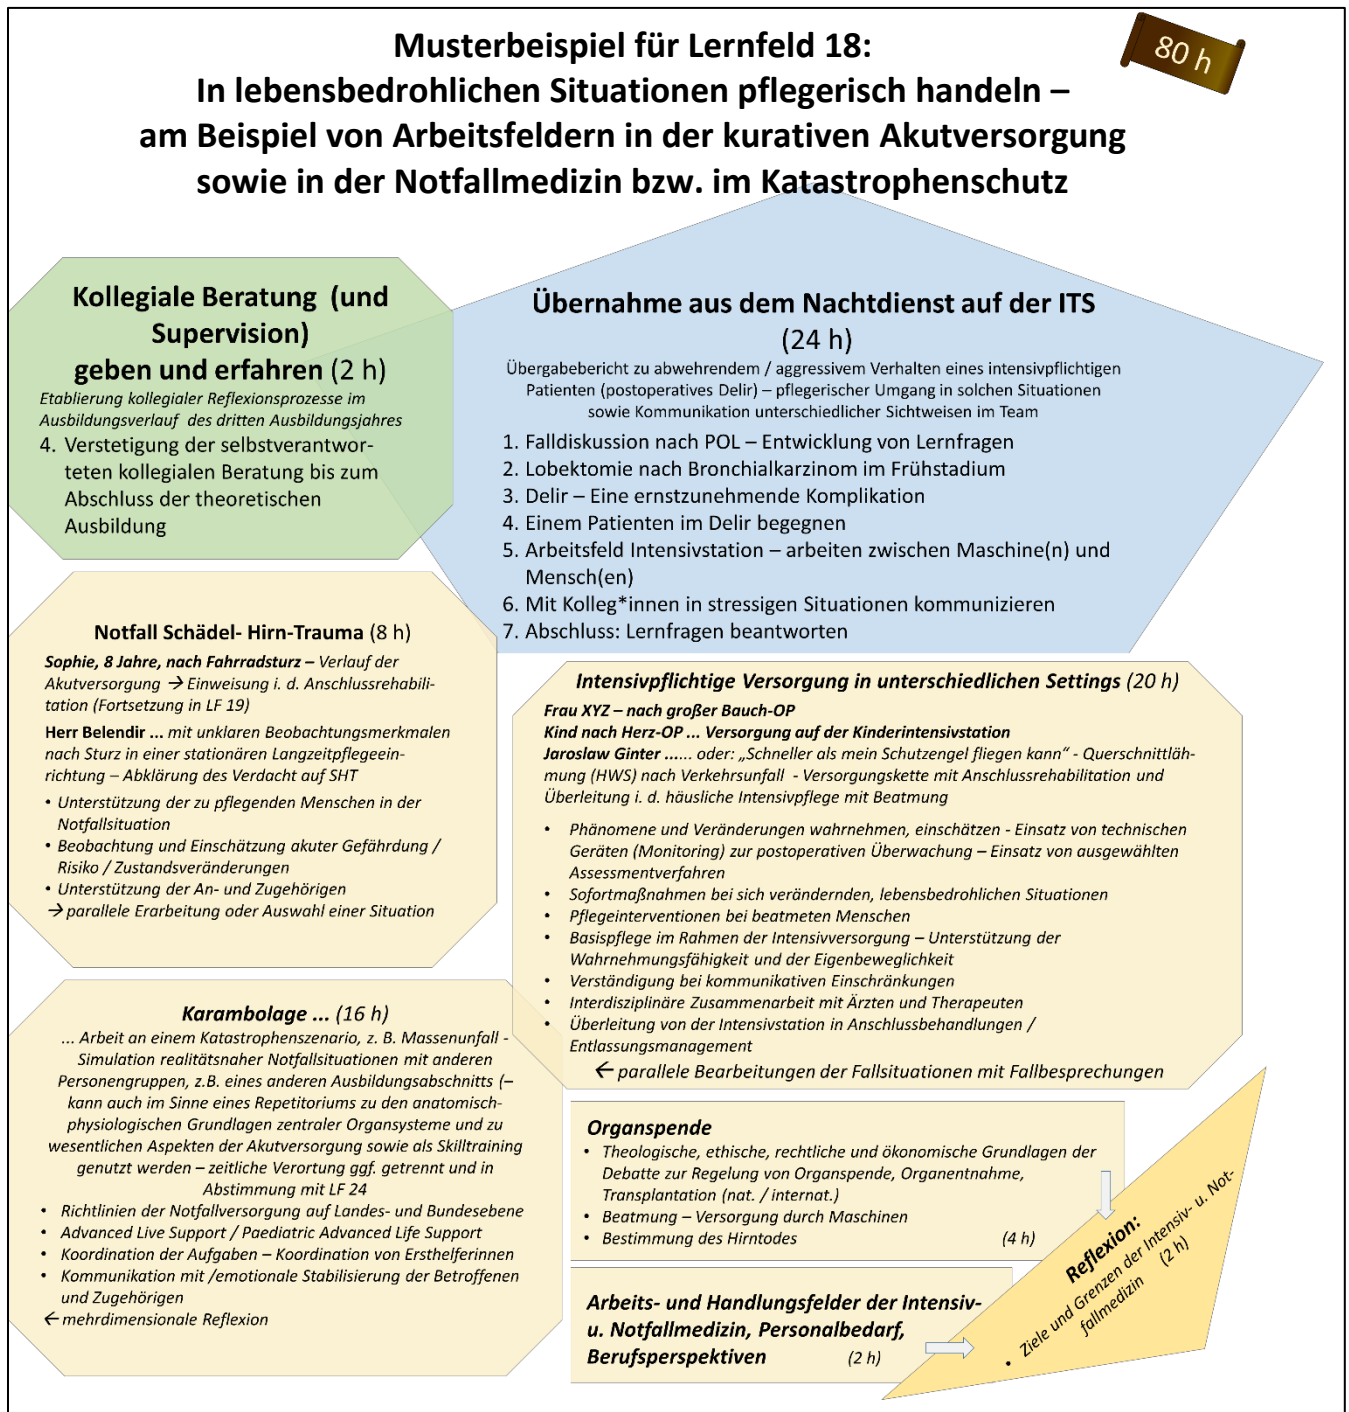 Musterbeispiel für Lernfeld 18:
In lebensbedrohlichen Situationen pflegerisch handeln –
am Beispiel von Arbeitsfeldern in der kurativen Akutversorgung
sowie in der Notfallmedizin bzw. im Katastrophenschutz
80 h
Kollegiale Beratung (und
Supervision)
geben und erfahren (2 h)
Etablierung kollegialer Reflexionsprozesse im
Ausbildungsverlauf des dritten Ausbildungsjahres
4. Verstetigung der selbstverantwor-
teten kollegialen Beratung bis zum
Abschluss der theoretischen
Ausbildung
Übernahme aus dem Nachtdienst auf der ITS
(24 h)
Übergabebericht zu abwehrendem / aggressivem Verhalten eines intensivpflichtigen
Patienten (postoperatives Delir) – pflegerischer Umgang in solchen Situationen
sowie Kommunikation unterschiedlicher Sichtweisen im Team
1. Falldiskussion nach POL – Entwicklung von Lernfragen
2. Lobektomie nach Bronchialkarzinom im Frühstadium
3. Delir – Eine ernstzunehmende Komplikation
4. Einem Patienten im Delir begegnen
5. Arbeitsfeld Intensivstation – arbeiten zwischen Maschine(n) und
Mensch(en)
6. Mit Kolleg*innen in stressigen Situationen kommunizieren
7. Abschluss: Lernfragen beantworten
Notfall Schädel- Hirn-Trauma (8 h)
Sophie, 8 Jahre, nach Fahrradsturz – Verlauf der
Akutversorgung → Einweisung i. d. Anschlussrehabili-
tation (Fortsetzung in LF 19)
Herr Belendir ... mit unklaren Beobachtungsmerkmalen
nach Sturz in einer stationären Langzeitpflegeein-
richtung – Abklärung des Verdacht auf SHT
• Unterstützung der zu pflegenden Menschen in der
Notfallsituation
• Beobachtung und Einschätzung akuter Gefährdung /
Risiko / Zustandsveränderungen
• Unterstützung der An- und Zugehörigen
→ parallele Erarbeitung oder Auswahl einer Situation
Intensivpflichtige Versorgung in unterschiedlichen Settings (20 h)
Frau XYZ – nach großer Bauch-OP
Kind nach Herz-OP ... Versorgung auf der Kinderintensivstation
Jaroslaw Ginter ...... oder: „Schneller als mein Schutzengel fliegen kann“ - Querschnittläh-
mung (HWS) nach Verkehrsunfall - Versorgungskette mit Anschlussrehabilitation und
Überleitung i. d. häusliche Intensivpflege mit Beatmung
• Phänomene und Veränderungen wahrnehmen, einschätzen - Einsatz von technischen
Geräten (Monitoring) zur postoperativen Überwachung – Einsatz von ausgewählten
Assessmentverfahren
• Sofortmaßnahmen bei sich verändernden, lebensbedrohlichen Situationen
• Pflegeinterventionen bei beatmeten Menschen
• Basispflege im Rahmen der Intensivversorgung – Unterstützung der
Wahrnehmungsfähigkeit und der Eigenbeweglichkeit
• Verständigung bei kommunikativen Einschränkungen
• Interdisziplinäre Zusammenarbeit mit Ärzten und Therapeuten
• Überleitung von der Intensivstation in Anschlussbehandlungen /
Entlassungsmanagement
← parallele Bearbeitungen der Fallsituationen mit Fallbesprechungen
Karambolage ... (16 h)
... Arbeit an einem Katastrophenszenario, z. B. Massenunfall -
Simulation realitätsnaher Notfallsituationen mit anderen
Personengruppen, z.B. eines anderen Ausbildungsabschnitts (–
kann auch im Sinne eines Repetitoriums zu den anatomisch-
physiologischen Grundlagen zentraler Organsysteme und zu
wesentlichen Aspekten der Akutversorgung sowie als Skilltraining
genutzt werden – zeitliche Verortung ggf. getrennt und in
Abstimmung mit LF 24
• Richtlinien der Notfallversorgung auf Landes- und Bundesebene
• Advanced Live Support / Paediatric Advanced Life Support
• Koordination der Aufgaben – Koordination von Ersthelferinnen
• Kommunikation mit /emotionale Stabilisierung der Betroffenen
und Zugehörigen
← mehrdimensionale Reflexion
Organspende
• Theologische, ethische, rechtliche und ökonomische Grundlagen der
Debatte zur Regelung von Organspende, Organentnahme,
Transplantation (nat. / internat.)
• Beatmung – Versorgung durch Maschinen
• Bestimmung des Hirntodes (4 h)
Arbeits- und Handlungsfelder der Intensiv-
u. Notfallmedizin, Personalbedarf,
Berufsperspektiven (2 h)
Reflexion:
• Ziele und Grenzen der Intensiv- u. Not-
fallmedizin (2 h)